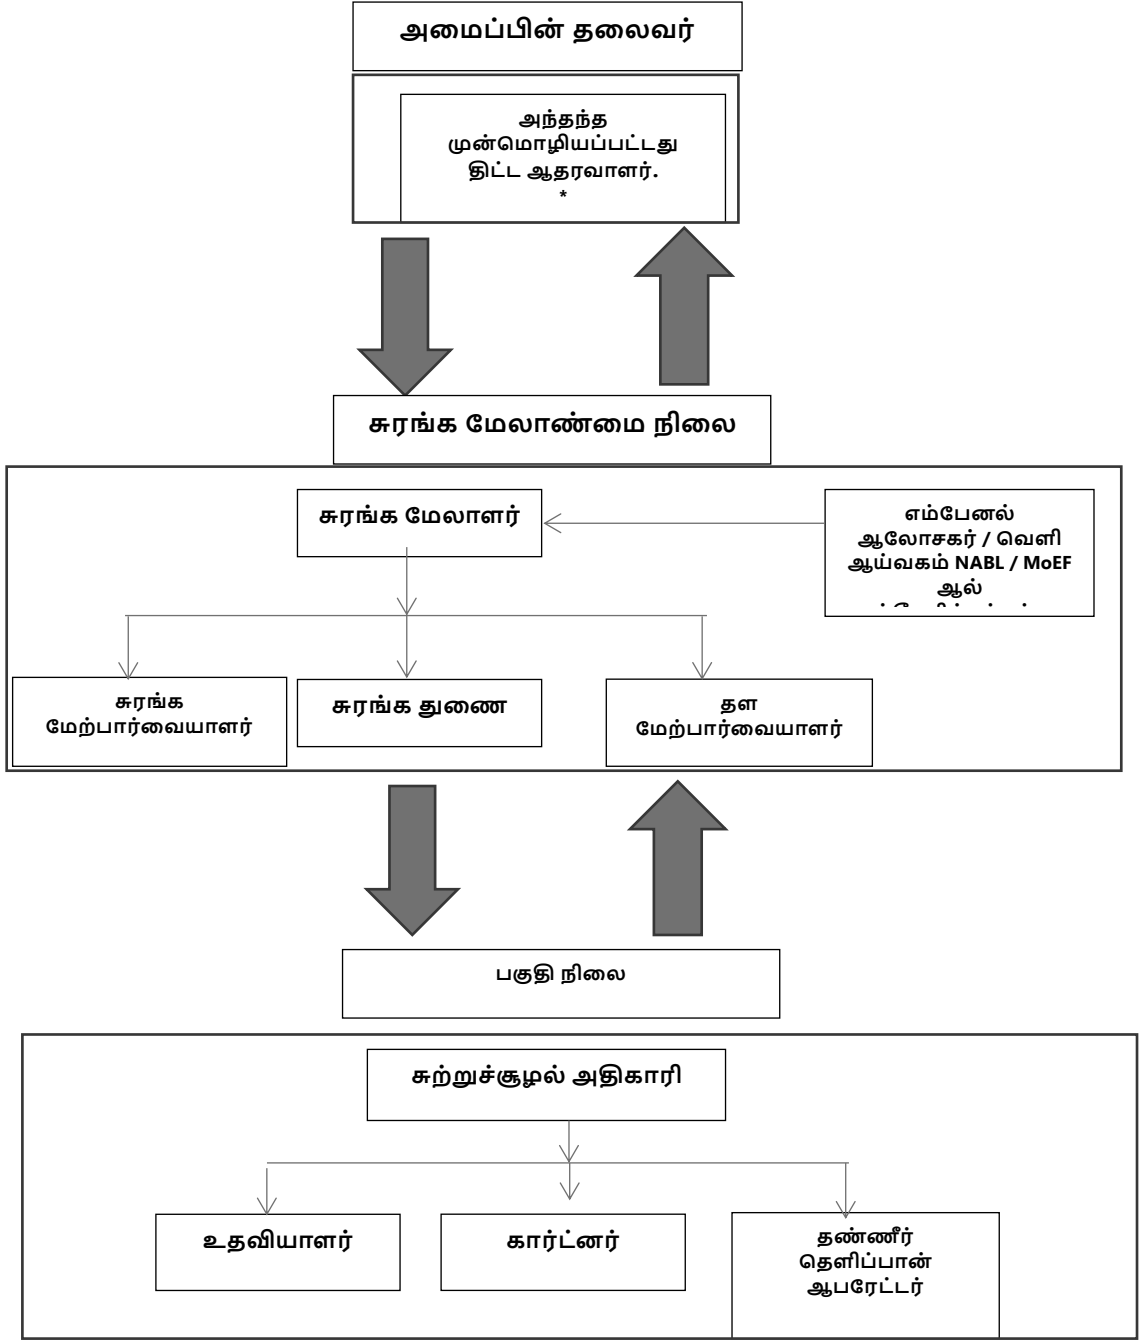 அமைப்பின் தலைவர்
அந்தந்த
முன்மொழியப்பட்டது
திட்ட ஆதரவாளர்.
*
சுரங்க மேலாண்மை நிலை
சுரங்க மேலாளர்
எம்பேனல்
ஆலோசகர் / வெளி
ஆய்வகம் NABL / MoEF
ஆல்
சுரங்க
மேற்பார்வையாளர்
சுரங்க துணை
தள
மேற்பார்வையாளர்
பகுதி நிலை
சுற்றுச்சூழல் அதிகாரி
உதவியாளர்
கார்ட்னர்
தண்ணீர்
தெளிப்பான்
ஆபரேட்டர்